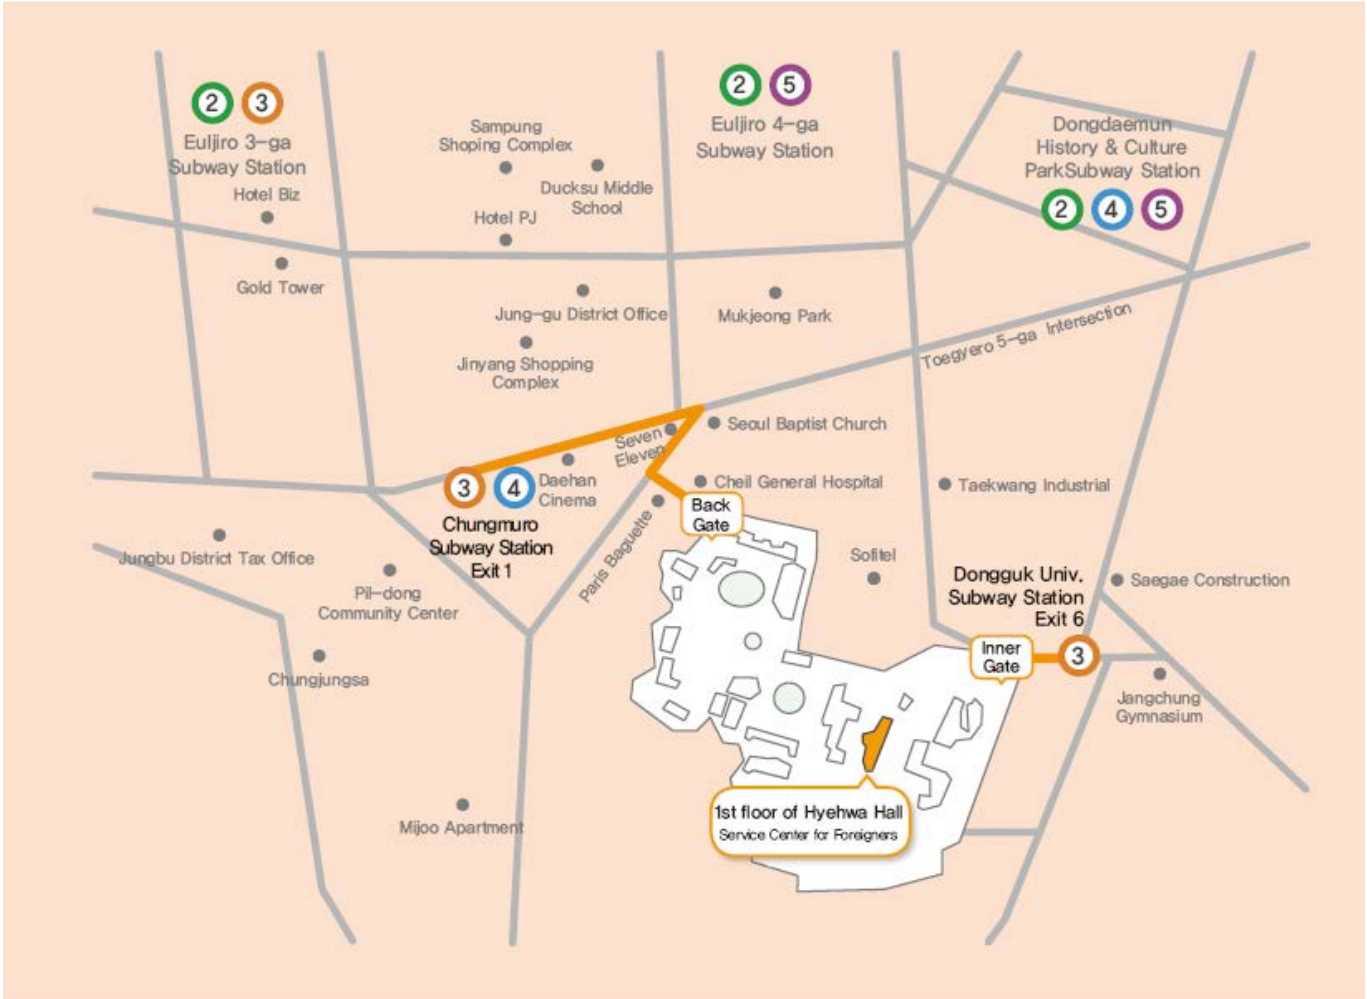 2 3
Euljiro 3-ga
Subway Station
Hotel Biz
Gold Tower
Sampung
Shoping Complex
Ducksu Middle
School
Hotel PJ
Jung-gu District Office
Jinyang Shopping
Complex
2 5
Euljiro 4-ga
Subway Station
Mukjeong Park
Dongdaemun
History & Culture
ParkSubway Station
2 4 5
Toegyero 5-ga Intersection
Seven
Eleven
Seoul Baptist Church
Daehan
Cinema
3 4
Chungmuro
Subway Station
Exit 1
Cheil General Hospital
Back
Gate
Paris Baguette
Taekwang Industrial
Sofitel
Jungbu District Tax Office
Pil-dong
Community Center
Chungjungsa
Mijoo Apartment
Dongguk Univ.
Subway Station
Exit 6
Saegae Construction
Inner
Gate
3
Jangchung
Gymnasium
1st floor of Hyehwa Hall
Service Center for Foreigners